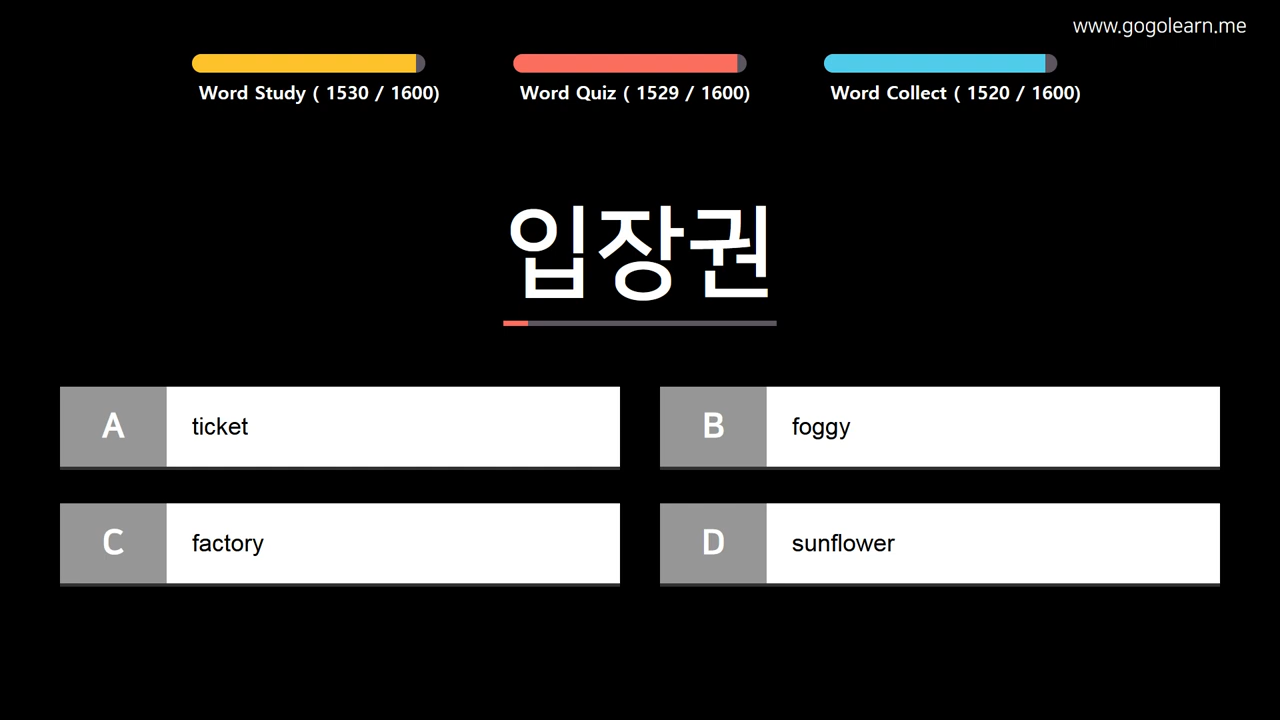 www.gogolearn.me
Word Study ( 1530 / 1600)
Word Quiz ( 1529 / 1600)
Word Collect ( 1520 / 1600)
입장권
A ticket
B foggy
C factory
D sunflower